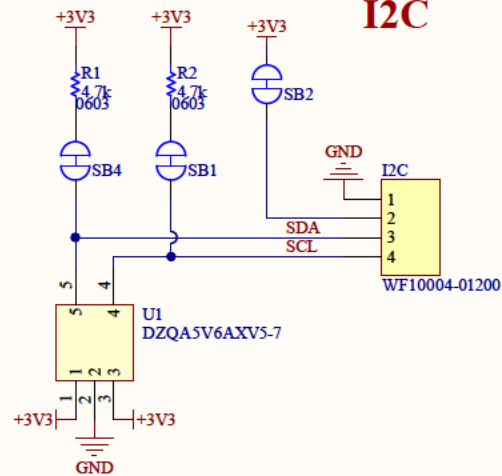 I2C
+3V3
+3V3
+3V3
R1
4.7k
0603
R2
4.7k
0603
SB2
SB4
SB1
GND
I2C
1
2
3
4
SDA
SCL
WF10004-01200
5
4
5
4
U1
DZQA5V6AXV5-7
1
2
3
1
2
3
+3V3
+3V3
GND